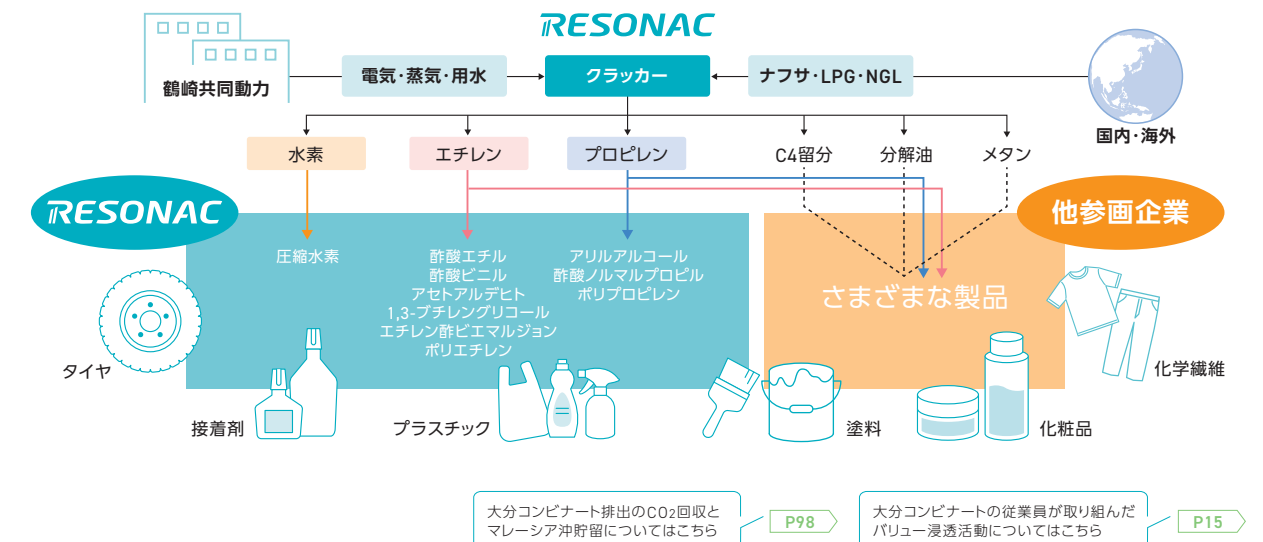 RESONAC
鶴崎共同動力
電気・蒸気・用水
クラッカー
ナフサ・LPG・NGL
国内・海外
水素
エチレン
プロピレン
C4留分
分解油
メタン
RESONAC
他参画企業
圧縮水素
酢酸エチル
酢酸ビニル
アセトアルデヒト
1,3-ブチレングリコール
エチレン酢ビエマルジョン
ポリエチレン
アリルアルコール
酢酸ノルマルプロピル
ポリプロピレン
さまざまな製品
タイヤ
接着剤
プラスチック
塗料
化粧品
化学繊維
大分コンビナート排出のCO₂回収と
マレーシア沖貯留についてはこちら
P98
大分コンビナートの従業員が取り組んだ
バリュー浸透活動についてはこちら
P15